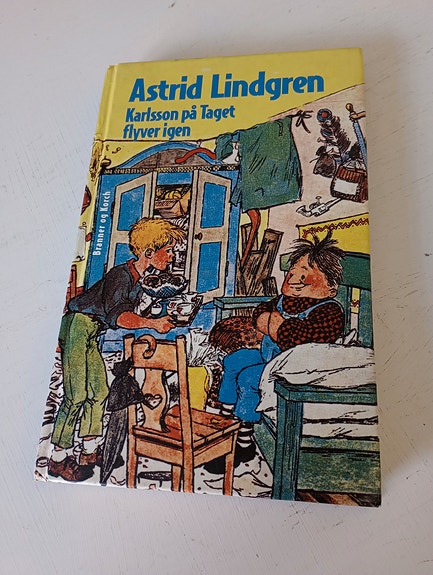 Astrid Lindgren
Karlsson på Taget
flyver igen
Branner og Korch